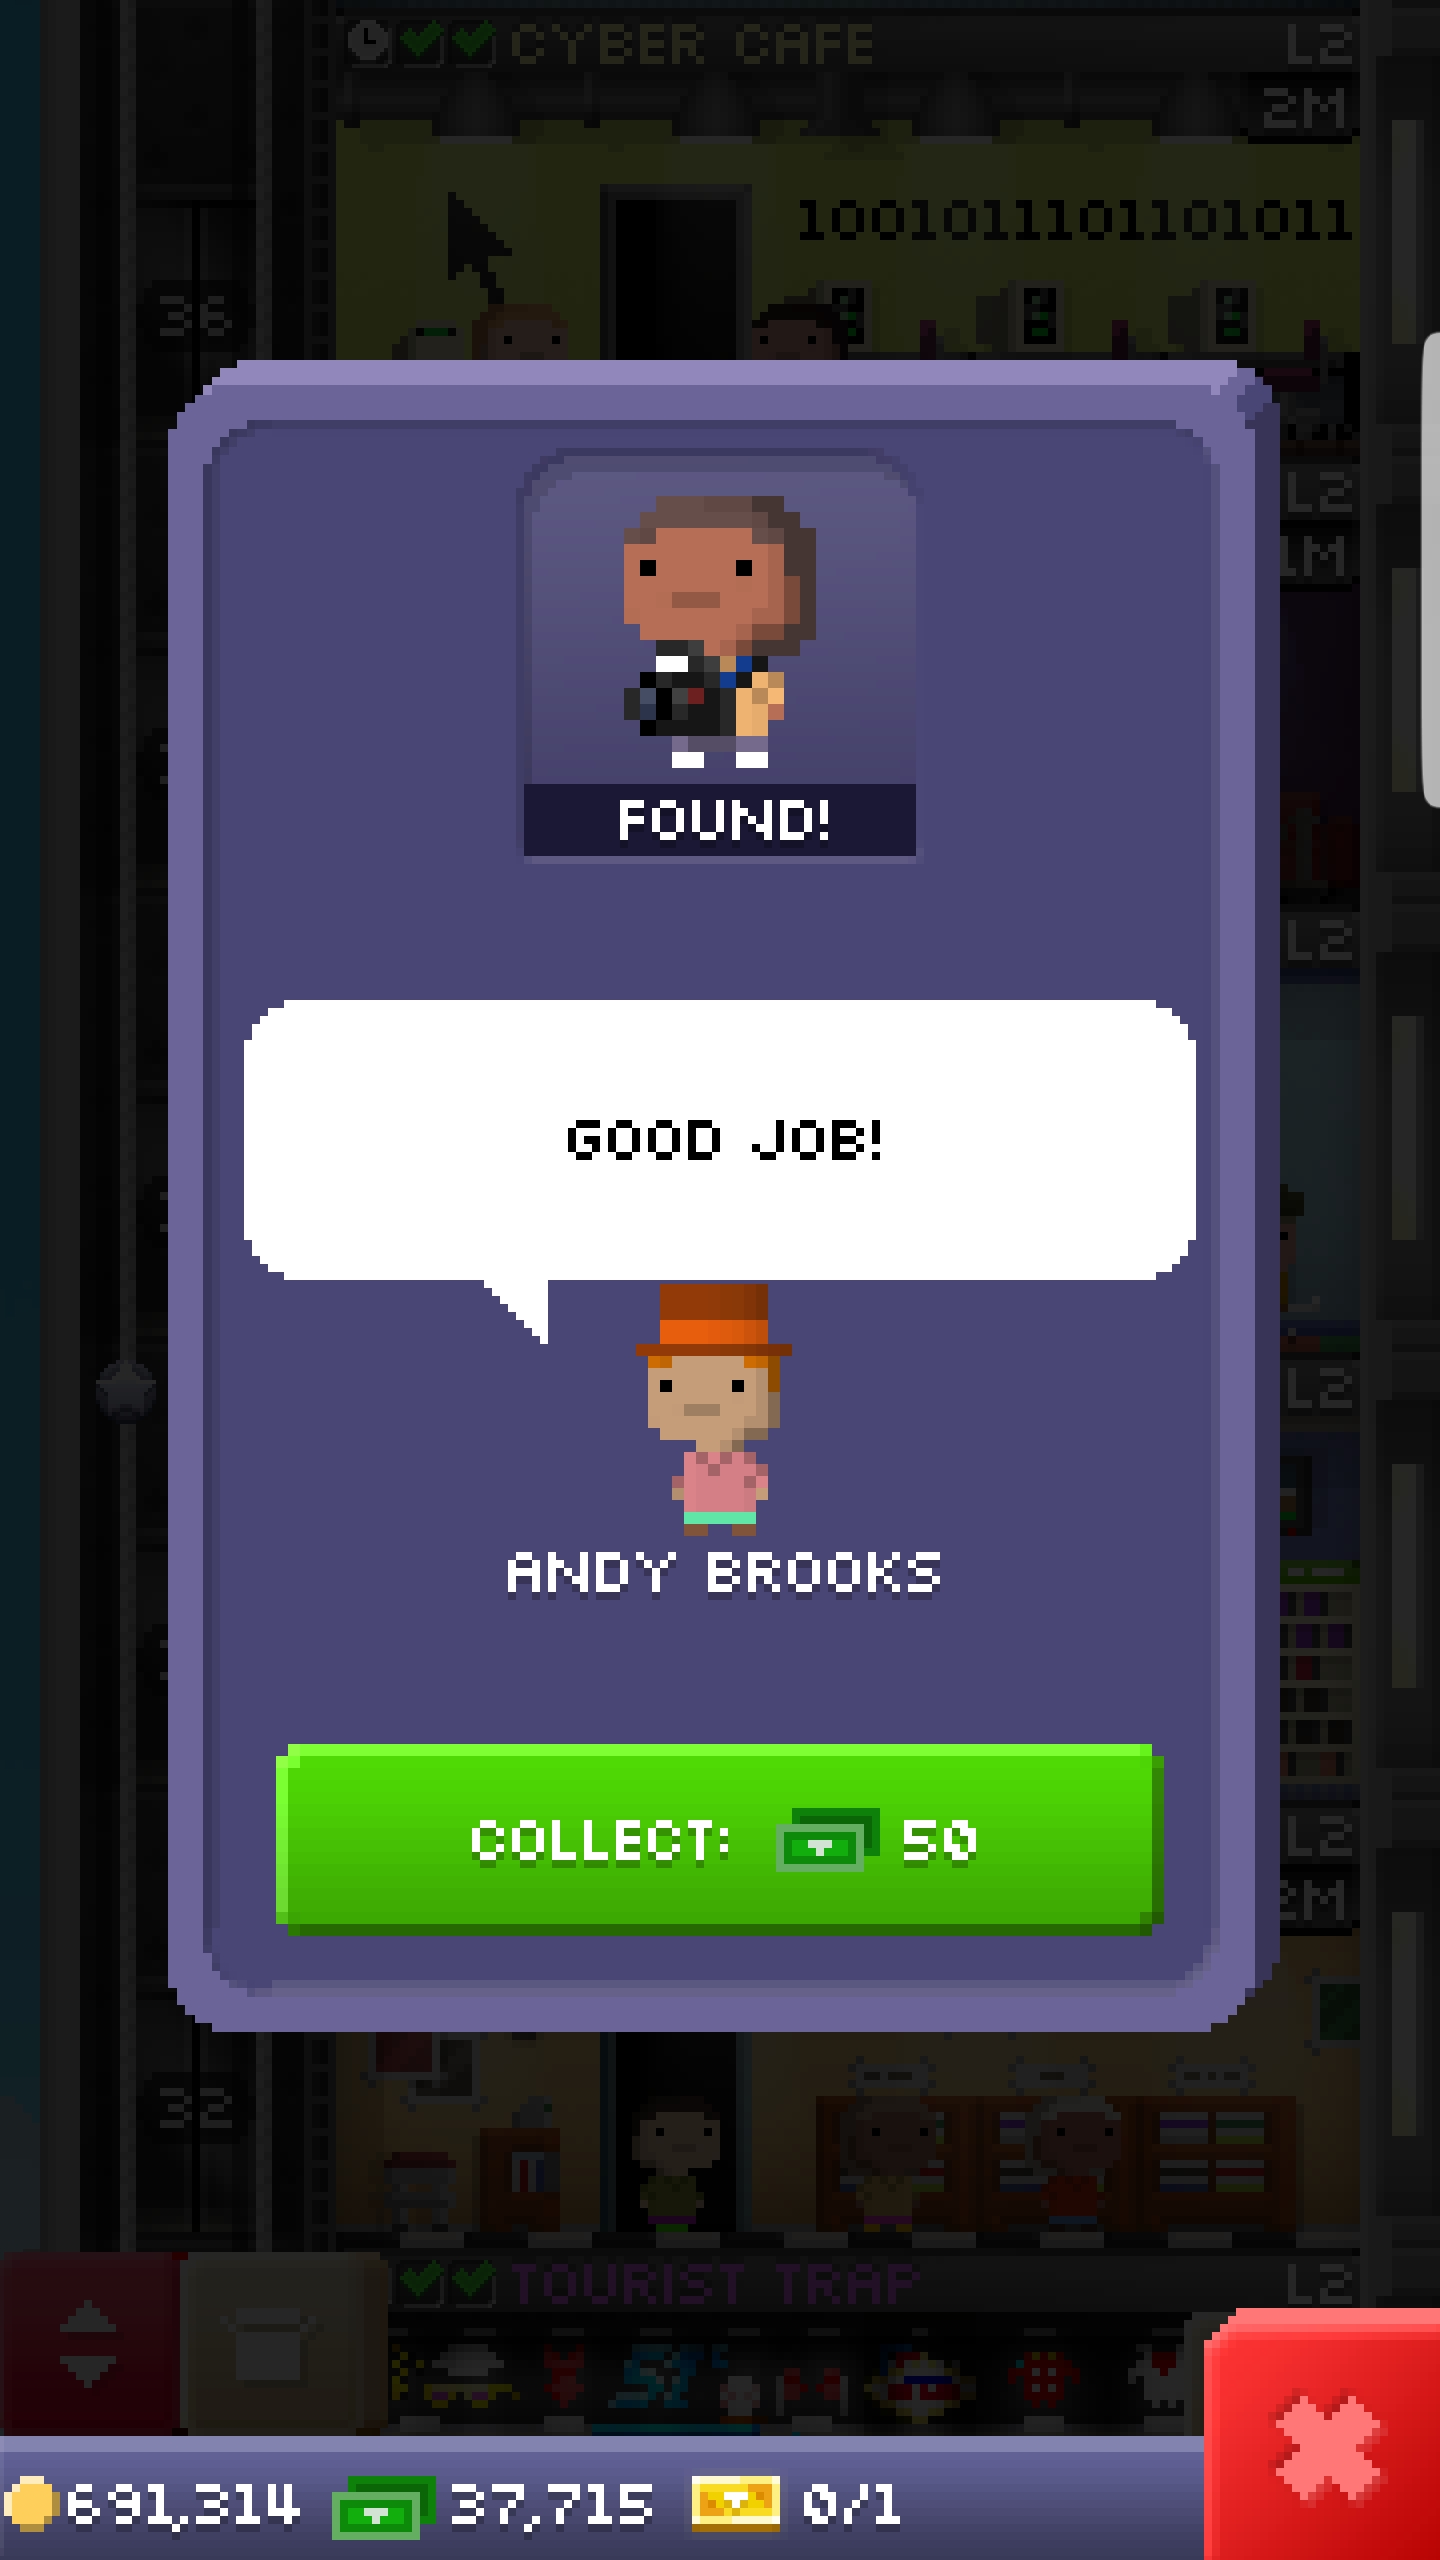 CYBER CAFE L2
2M
1001011101101011
36
L2
1M
FOUND!
L2
GOOD JOB!
L2
ANDY BROOKS
COLLECT: 50
L2
2M
32
TOURIST TRAP L2
691,314 37,715 0/1